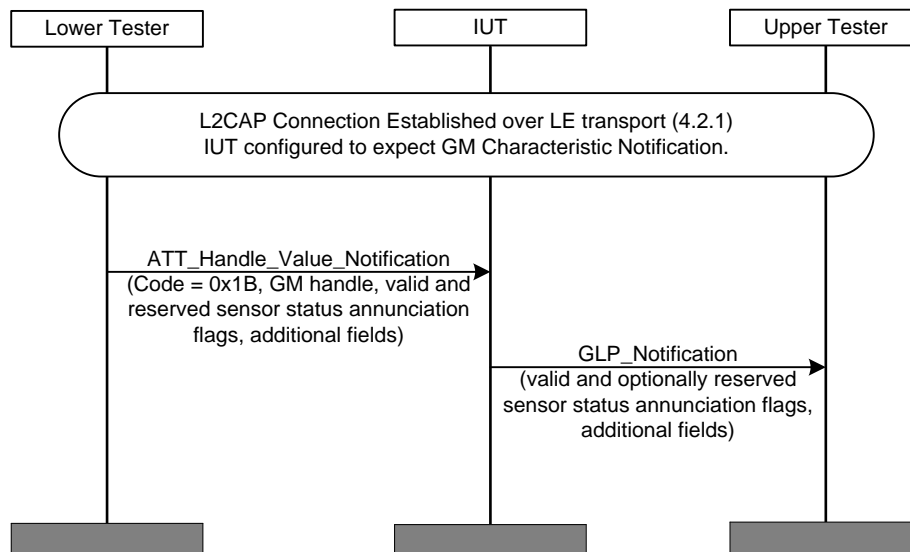 Lower Tester
IUT
Upper Tester
L2CAP Connection Established over LE transport (4.2.1)
IUT configured to expect GM Characteristic Notification.
ATT_Handle_Value_Notification
(Code = 0x1B, GM handle, valid and
reserved sensor status annunciation
flags, additional fields)
GLP_Notification
(valid and optionally reserved
sensor status annunciation flags,
additional fields)